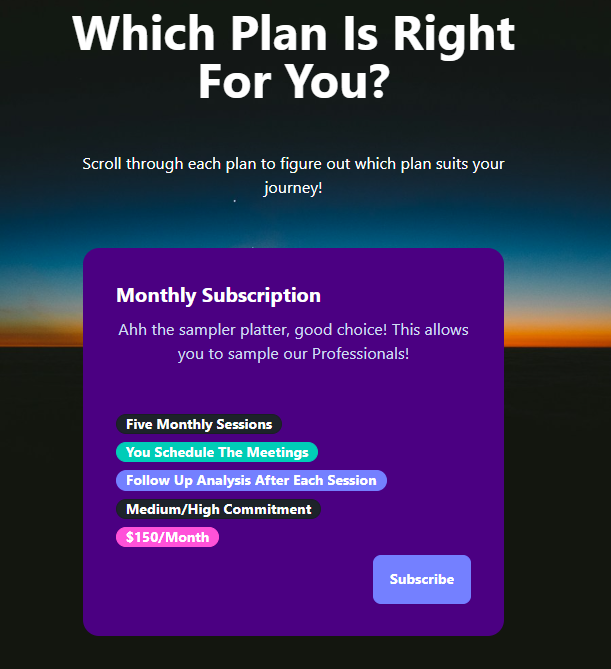 Which Plan Is Right
For You?
Scroll through each plan to figure out which plan suits your
journey!
Monthly Subscription
Ahh the sampler platter, good choice! This allows
you to sample our Professionals!
Five Monthly Sessions
You Schedule The Meetings
Follow Up Analysis After Each Session
Medium/High Commitment
$150/Month
Subscribe